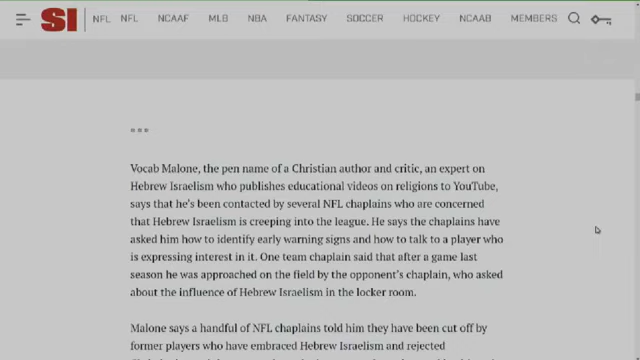 SI NFL NFL NCAAF MLB NBA FANTASY SOCCER HOCKEY NCAAB MEMBERS
Vocab Malone, the pen name of a Christian author and critic, an expert on
Hebrew Israelism who publishes educational videos on religions to YouTube,
says that he's been contacted by several NFL chaplains who are concerned
that Hebrew Israelism is creeping into the league. He says the chaplains have
asked him how to identify early warning signs and how to talk to a player who
is expressing interest in it. One team chaplain said that after a game last
season he was approached on the field by the opponent's chaplain, who asked
about the influence of Hebrew Israelism in the locker room.
Malone says a handful of NFL chaplains told him they have been cut off by
former players who have embraced Hebrew Israelism and rejected